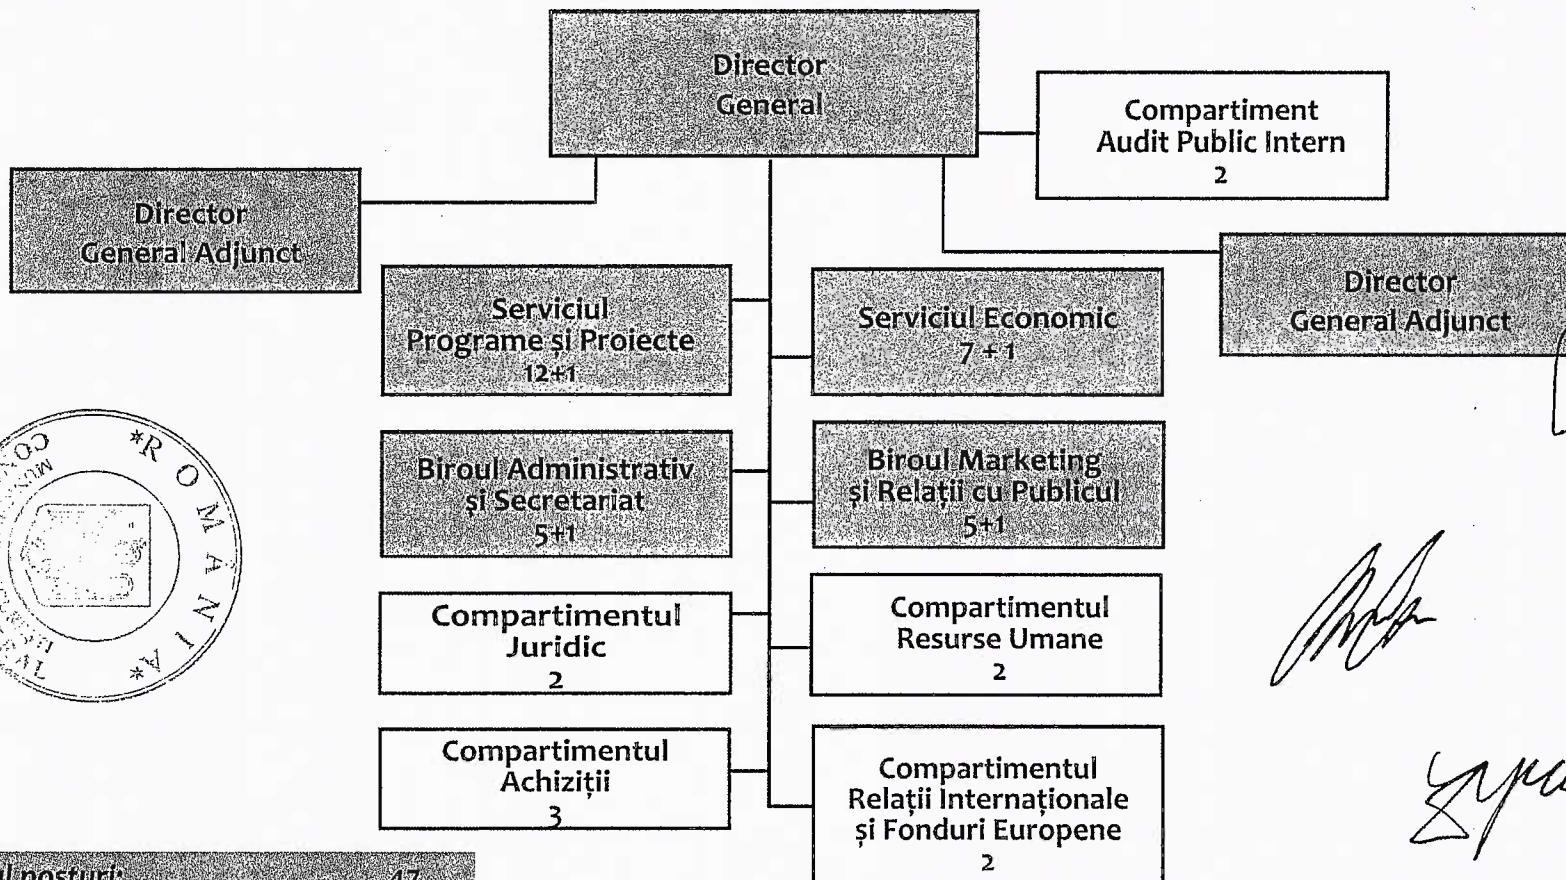 Director
General
Compartiment
Audit Public Intern
2
Director
General Adjunct
Director
General Adjunct
Serviciul
Programe și Proiecte
12+1
Serviciul Economic
7 +1
Biroul Administrativ
și Secretariat
5+1
Biroul Marketing
și Relații cu Publicul
5+1
*ROMÂNIA*
Compartimentul
Juridic
2
Compartimentul
Resurse Umane
2
Compartimentul
Achiziții
3
Compartimentul
Relații Internaționale
și Fonduri Europene
2
posturi: 47